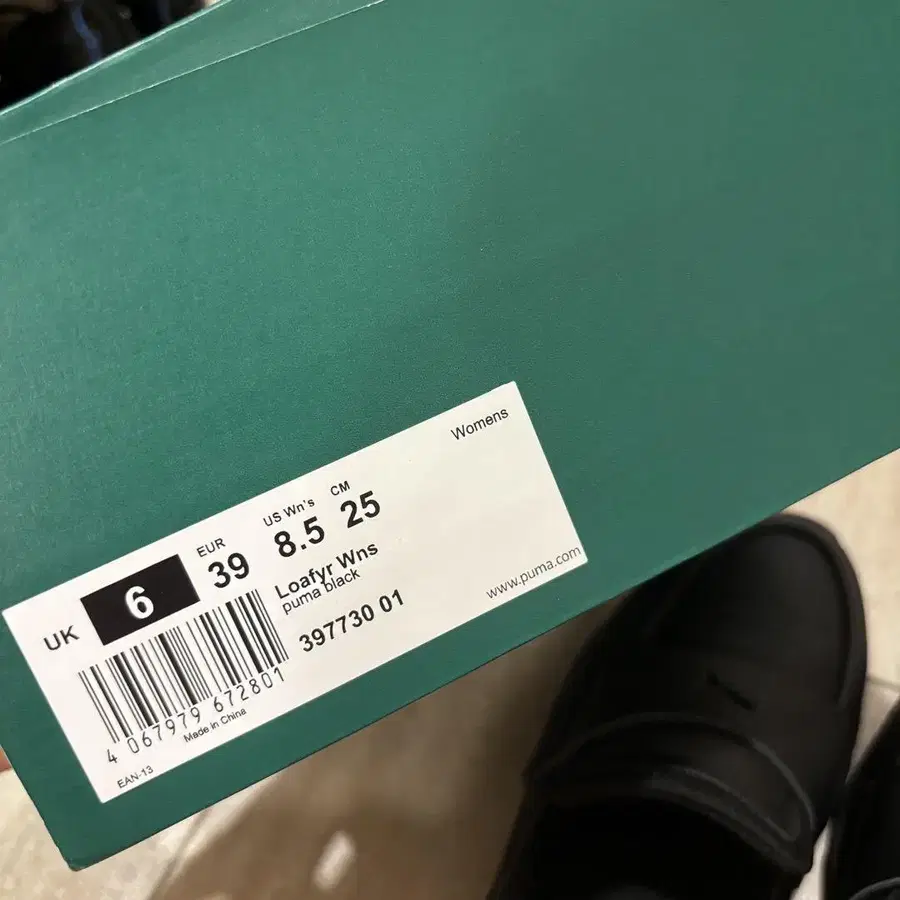 Womens
UK 6 EUR 39 US Wn's 8.5 CM 25
Loafyr Wns
puma black
397730 01
www.puma.com
4 067979 672801
Made in China
EAN-13